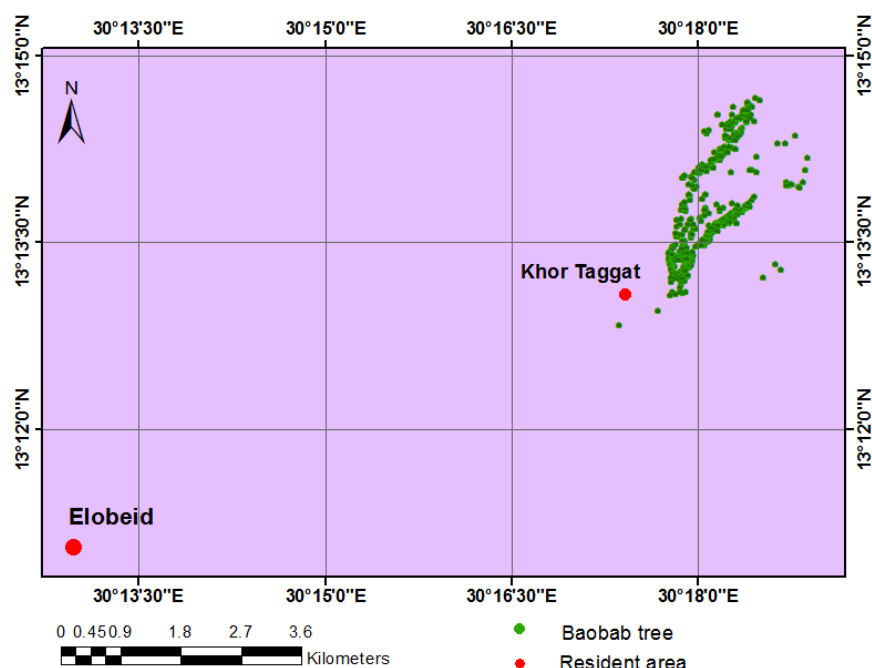 30°13'30"E 30°15'0"E 30°16'30"E 30°18'0"E
13°15'0"N 13°15'0"N
N
13°13'30"N 13°13'30"N
Khor Taggat
13°12'0"N 13°12'0"N
Elobeid
30°13'30"E 30°15'0"E 30°16'30"E 30°18'0"E
0 0.45 0.9 1.8 2.7 3.6
Kilometers
Baobab tree
Resident area